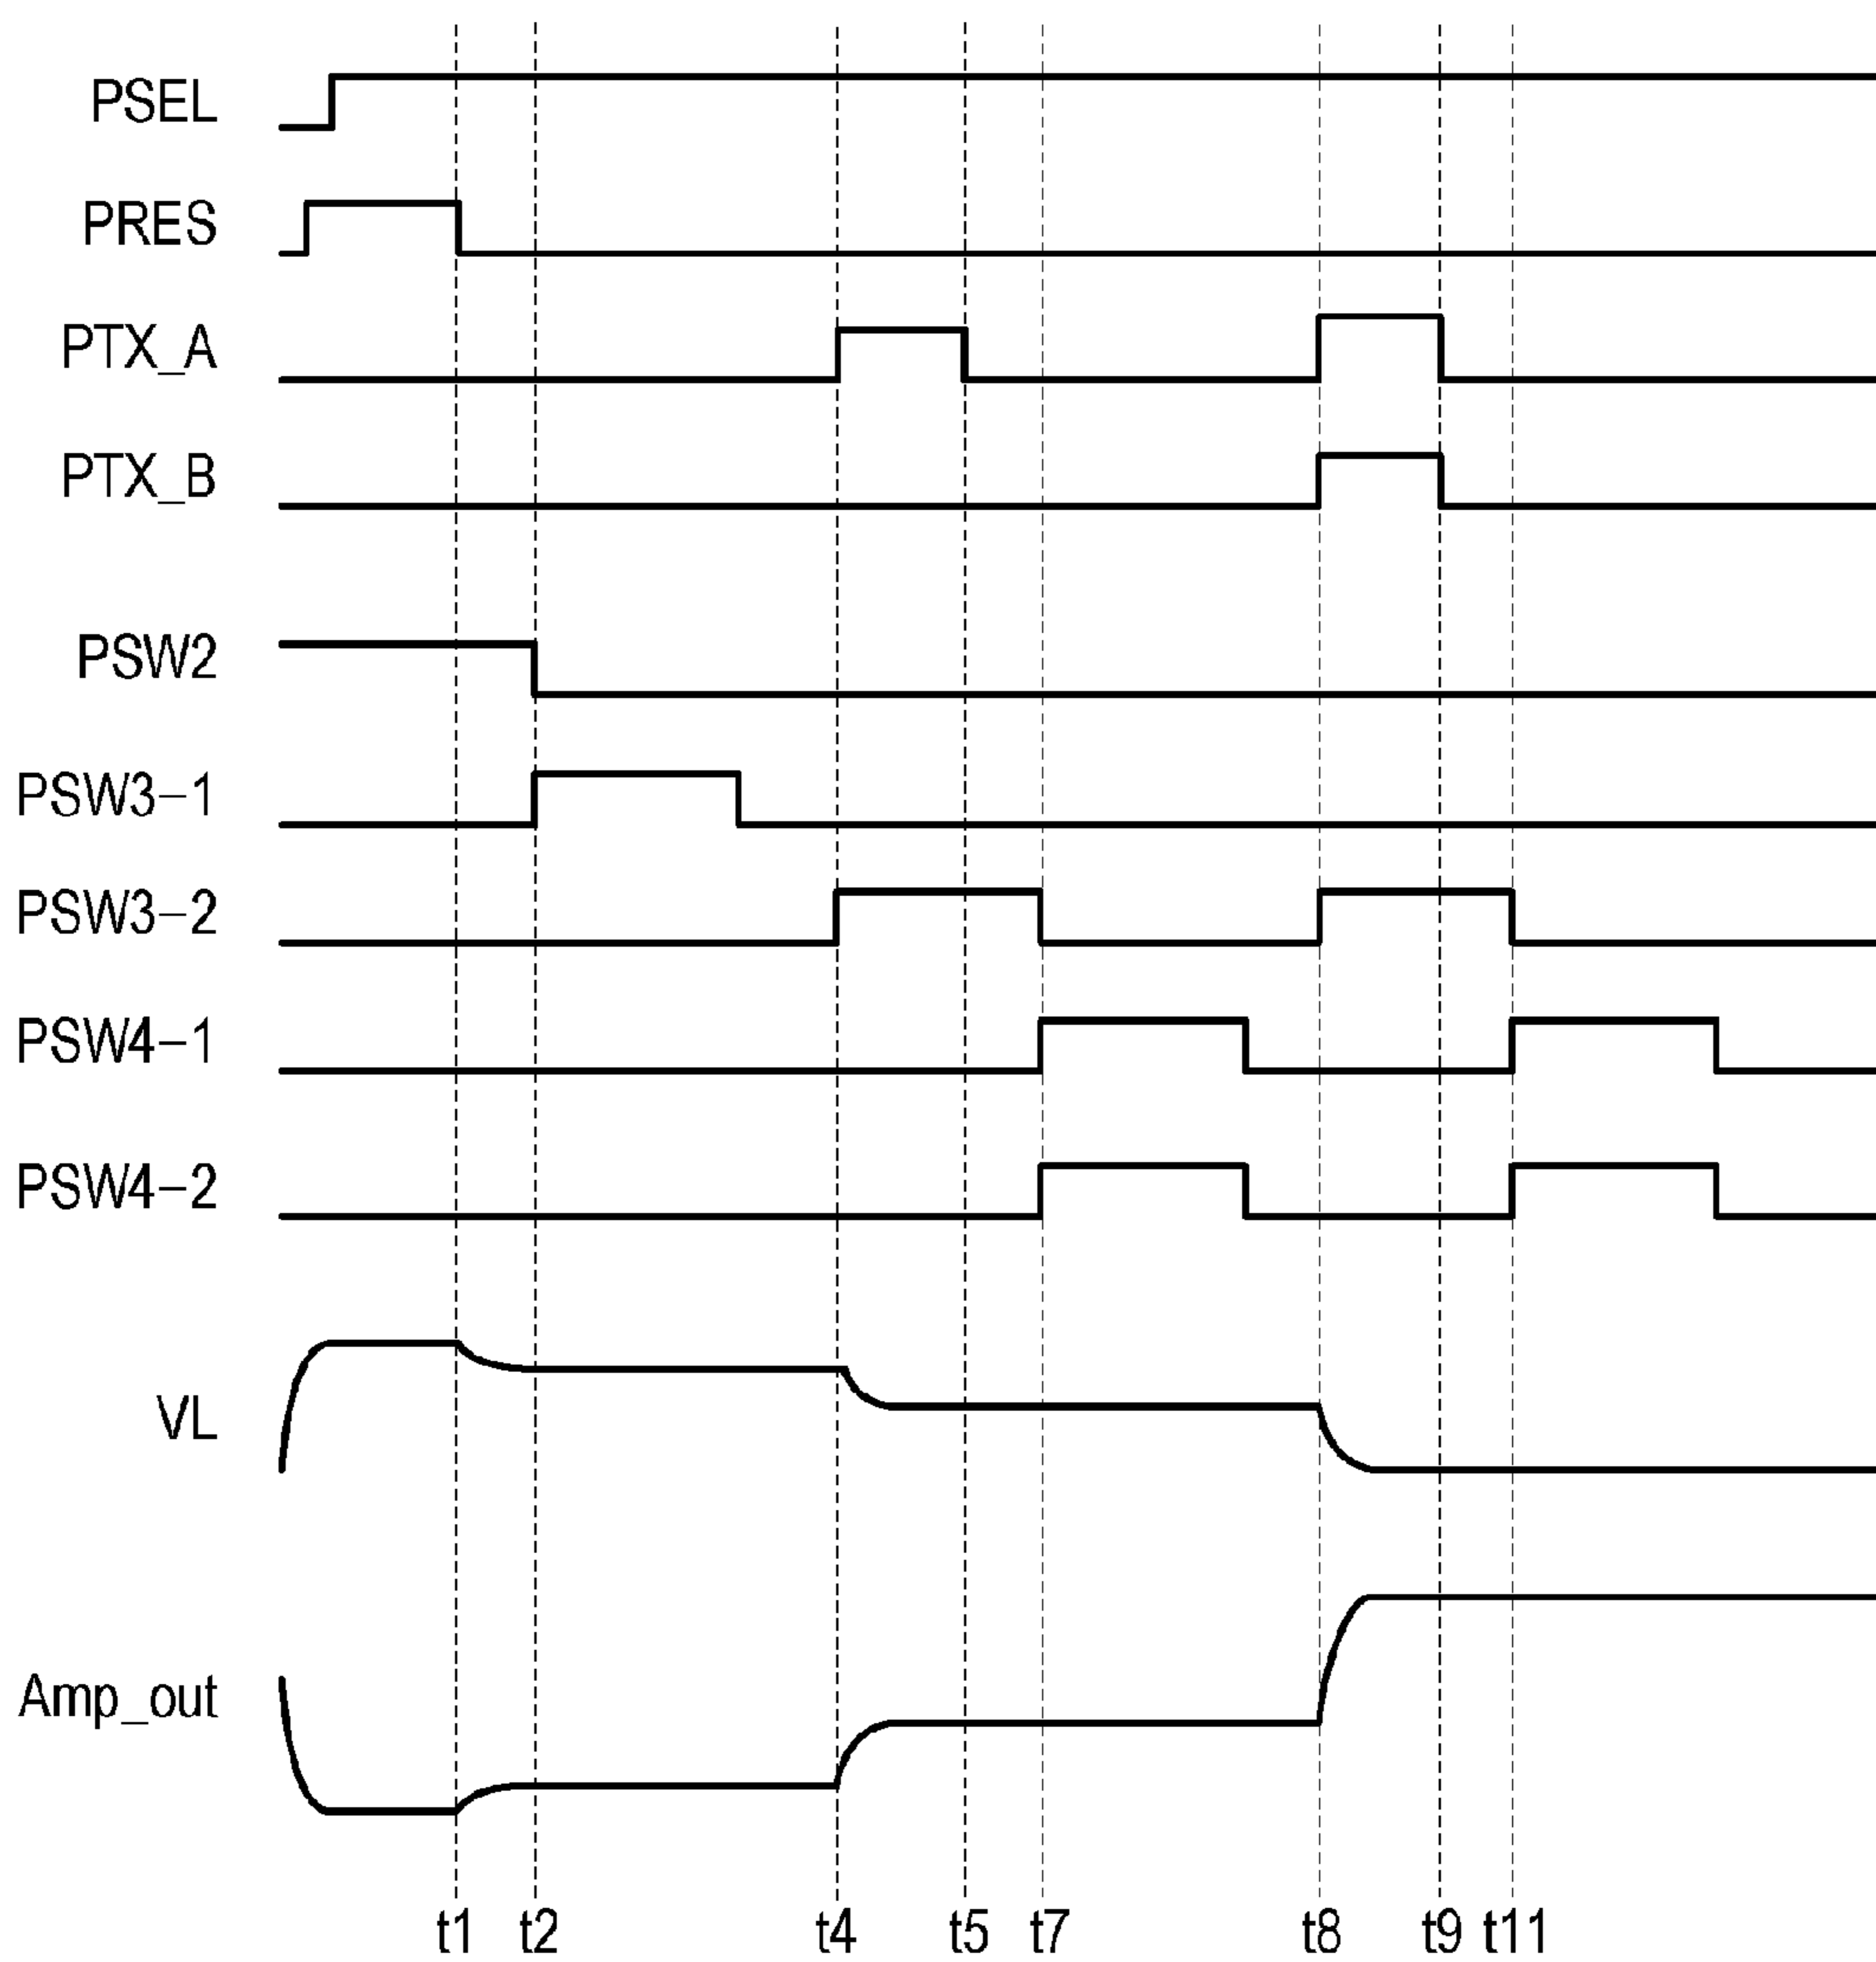 PSEL
PRES
PTX_A
PTX_B
PSW2
PSW3-1
PSW3-2
PSW4-1
PSW4-2
VL
Amp_out
t1 t2 t4 t5 t7 t8 t9 t11